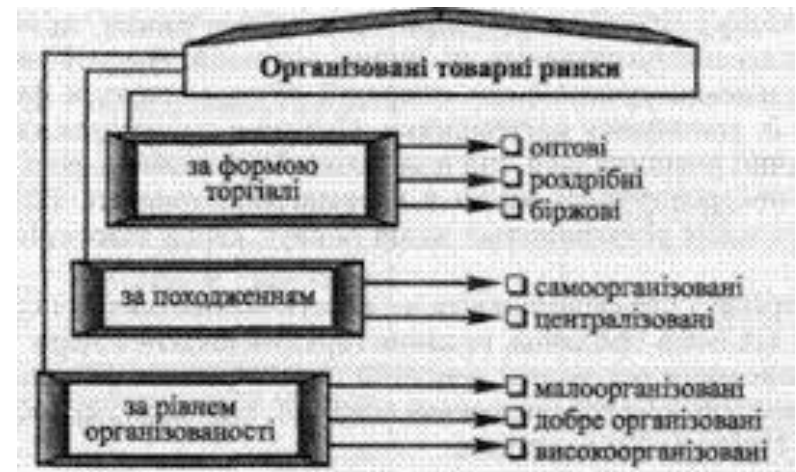 Організовані товарні ринки
за формою
торгівлі
❑ оптові
❑ роздрібні
❑ біржові
за походженням
❑ самоорганізовані
❑ централізовані
за рівнем
організованості
❑ малоорганізовані
❑ добре організовані
❑ високоорганізовані